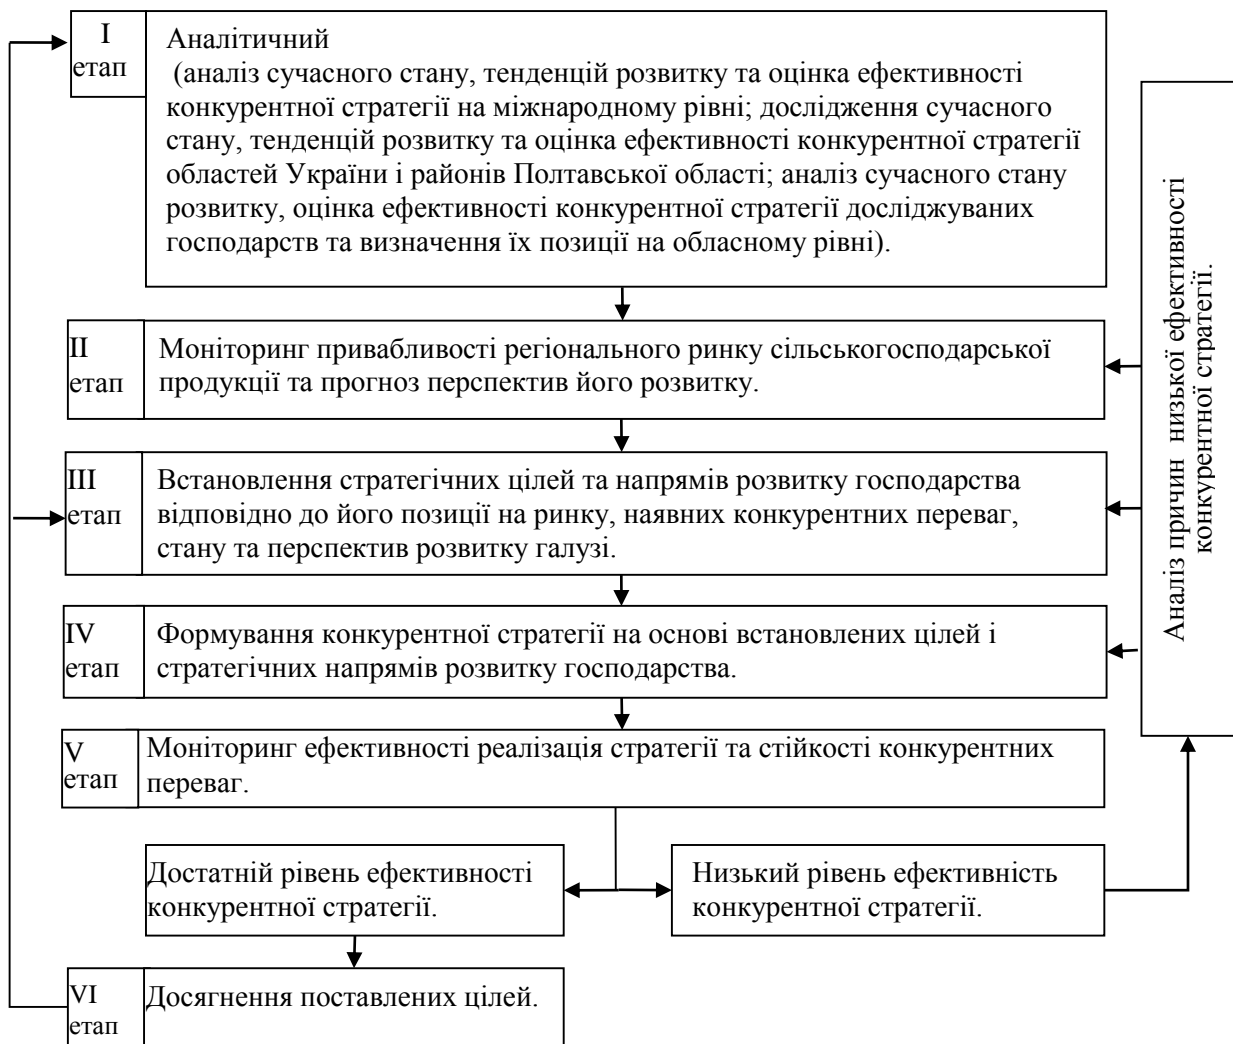 I
етап
Аналітичний
(аналіз сучасного стану, тенденцій розвитку та оцінка ефективності
конкурентної стратегії на міжнародному рівні; дослідження сучасного
стану, тенденцій розвитку та оцінка ефективності конкурентної стратегії
областей України і районів Полтавської області; аналіз сучасного стану
розвитку, оцінка ефективності конкурентної стратегії досліджуваних
господарств та визначення їх позиції на обласному рівні).
II
етап
Моніторинг привабливості регіонального ринку сільськогосподарської
продукції та прогноз перспектив його розвитку.
III
етап
Встановлення стратегічних цілей та напрямів розвитку господарства
відповідно до його позиції на ринку, наявних конкурентних переваг,
стану та перспектив розвитку галузі.
IV
етап
Формування конкурентної стратегії на основі встановлених цілей і
стратегічних напрямів розвитку господарства.
V
етап
Моніторинг ефективності реалізація стратегії та стійкості конкурентних
переваг.
Достатній рівень ефективності
конкурентної стратегії.
Низький рівень ефективність
конкурентної стратегії.
VI
етап
Досягнення поставлених цілей.
Аналіз причин низької ефективності
конкурентної стратегії.